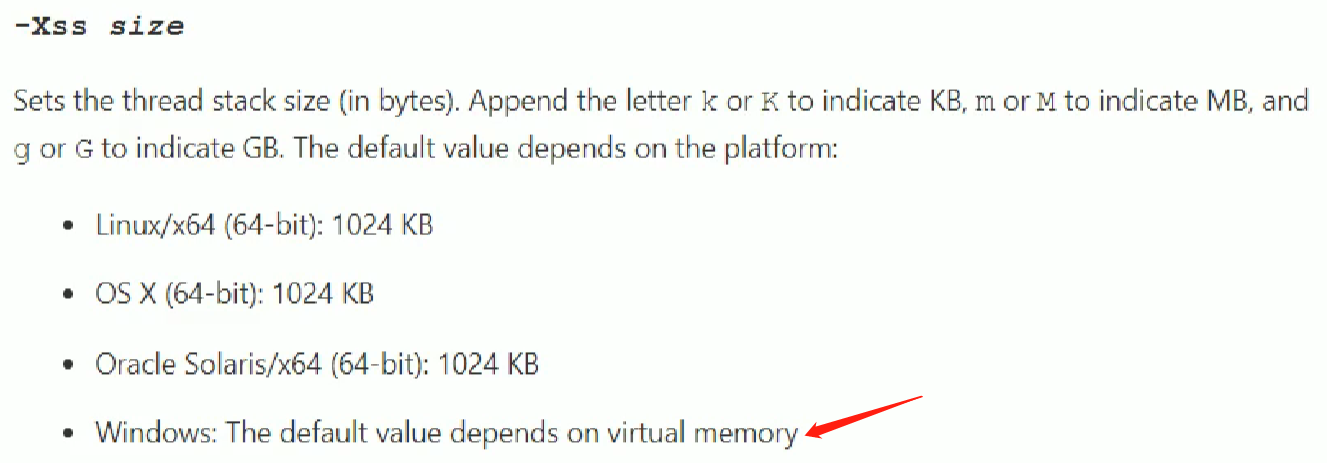 -Xss size
Sets the thread stack size (in bytes). Append the letter k or K to indicate KB, m or M to indicate MB, and
g or G to indicate GB. The default value depends on the platform:
• Linux/x64 (64-bit): 1024 KB
• OS X (64-bit): 1024 KB
• Oracle Solaris/x64 (64-bit): 1024 KB
• Windows: The default value depends on virtual memory